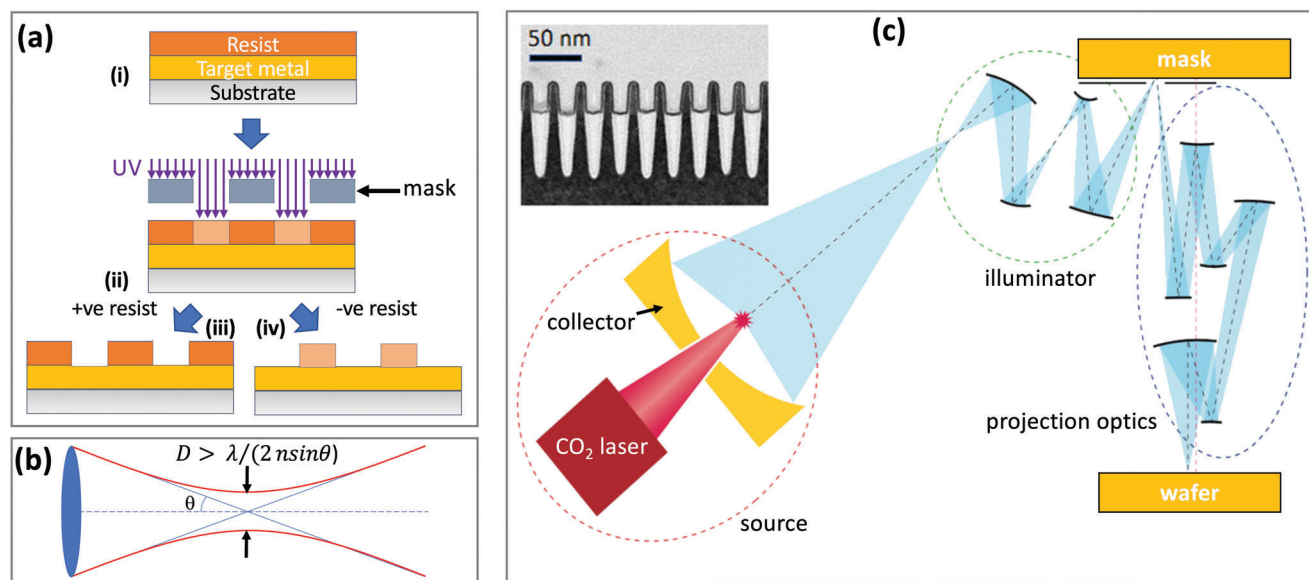 (a)
Resist
(i)
Target metal
Substrate
UV
mask
(ii)
+ve resist
(iii)
(iv)
-ve resist
(b)
D > λ/(2 nsinθ)
θ
50 nm
(c)
mask
illuminator
collector
CO₂ laser
source
projection optics
wafer